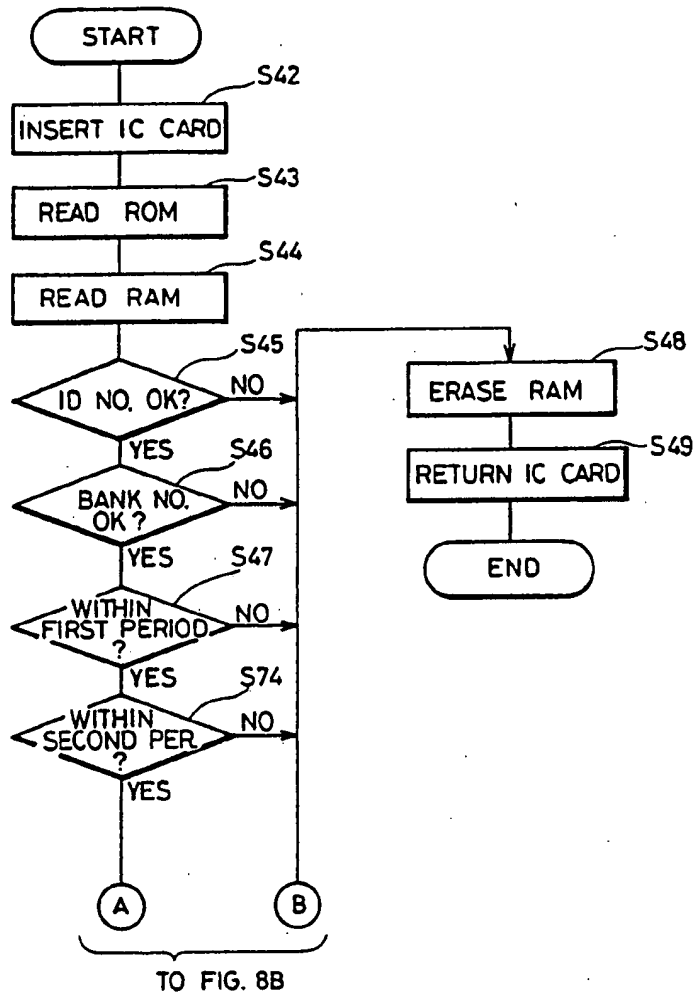 START
S42
INSERT IC CARD
S43
READ ROM
S44
READ RAM
S45
ID NO. OK?
NO
YES
S46
BANK NO.
OK?
NO
YES
S47
WITHIN
FIRST PERIOD
?
NO
YES
S74
WITHIN
SECOND PER.
?
NO
YES
A
B
TO FIG. 8B
S48
ERASE RAM
S49
RETURN IC CARD
END